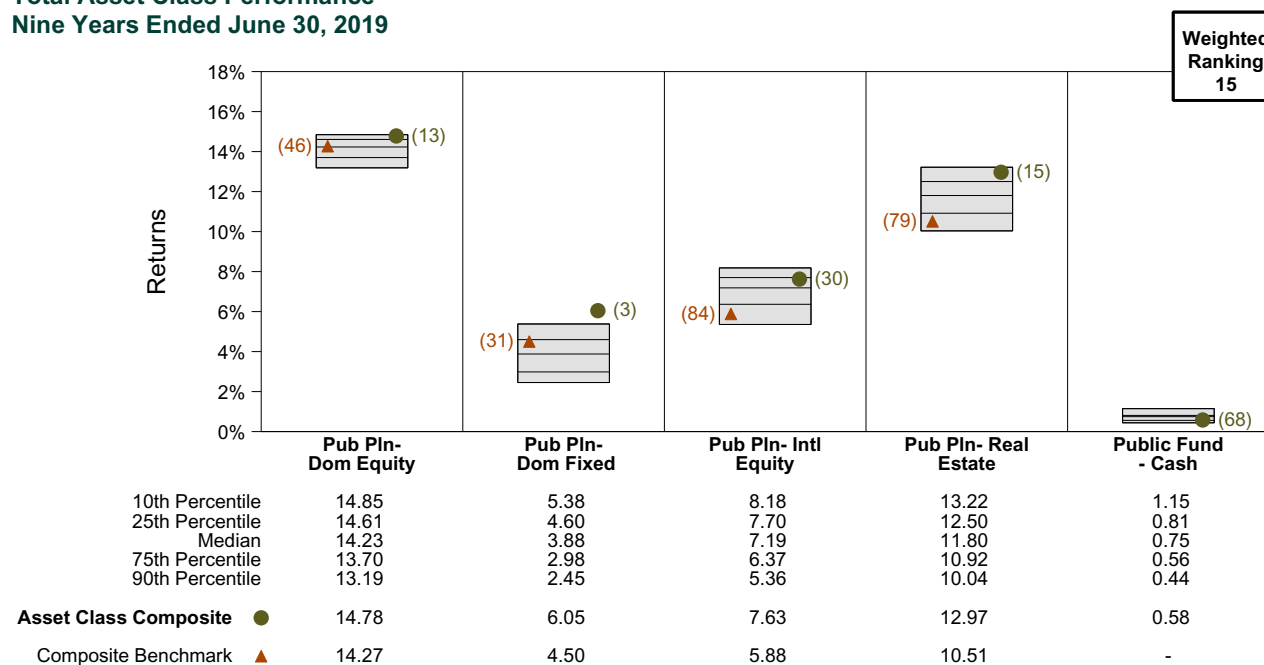 Total Asset Class Performance
Nine Years Ended June 30, 2019
Weighted
Ranking
15
18%
16%
14%
12%
10%
8%
6%
4%
2%
0%
Returns
(46) (13)
(31) (3)
(84) (30)
(79) (15)
(68)
Pub Pln- Pub Pln- Pub Pln- Intl Pub Pln- Real Public Fund
Dom Equity Dom Fixed Equity Estate - Cash
10th Percentile 14.85 5.38 8.18 13.22 1.15
25th Percentile 14.61 4.60 7.70 12.50 0.81
Median 14.23 3.88 7.19 11.80 0.75
75th Percentile 13.70 2.98 6.37 10.92 0.56
90th Percentile 13.19 2.45 5.36 10.04 0.44
Asset Class Composite 14.78 6.05 7.63 12.97 0.58
Composite Benchmark 14.27 4.50 5.88 10.51 -